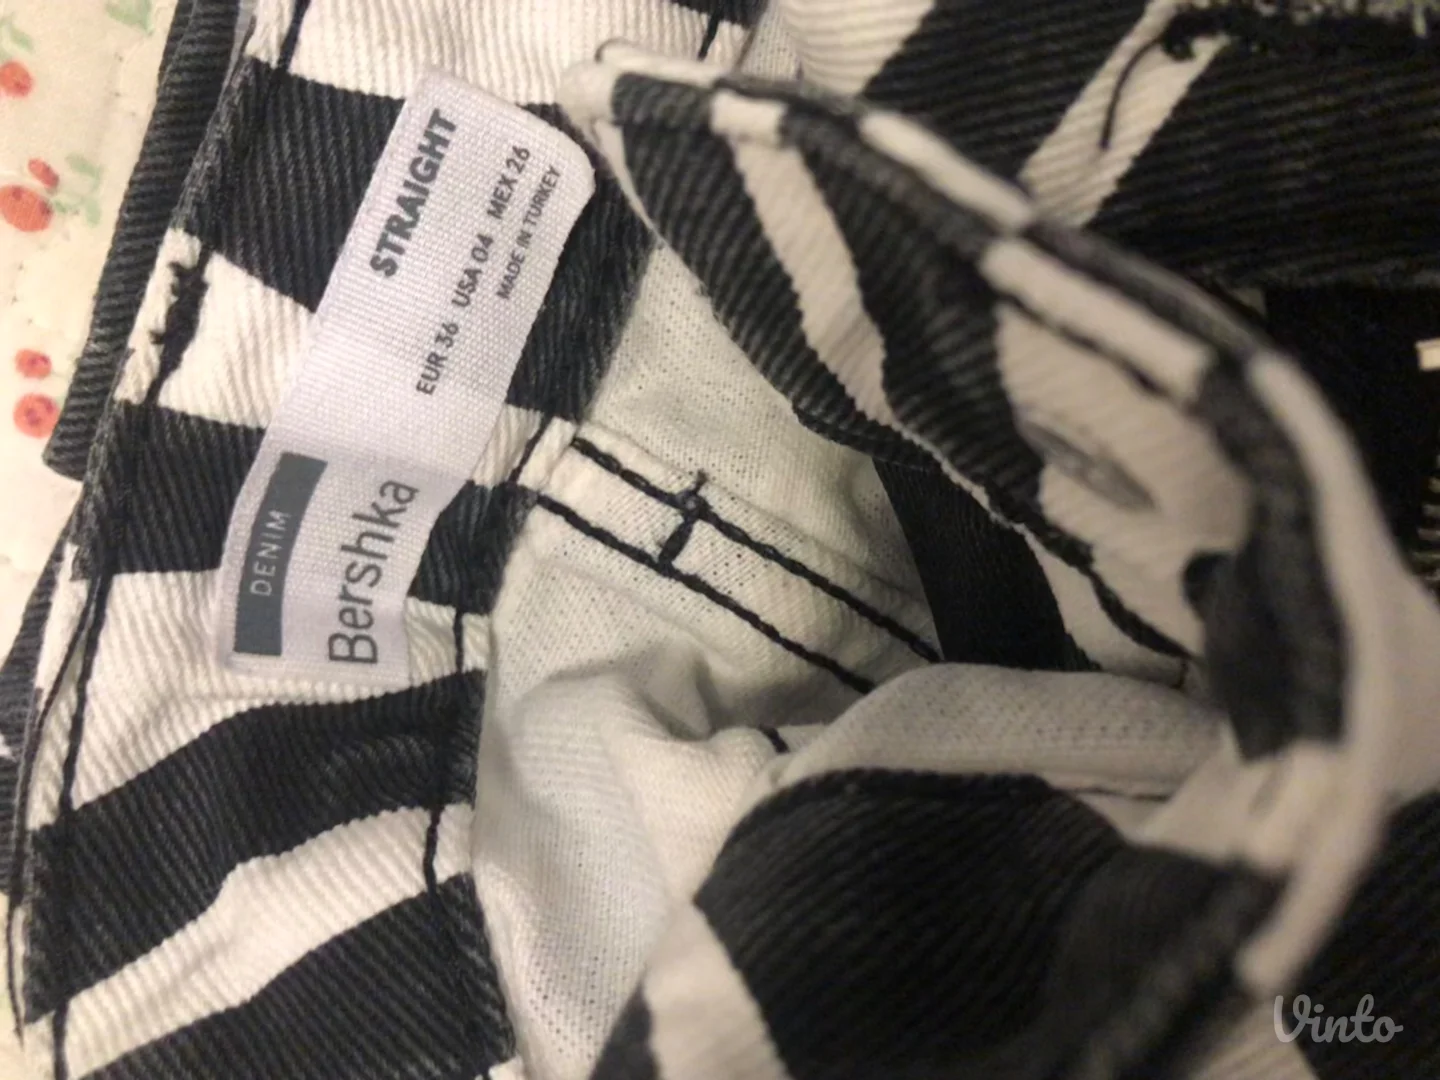 STRAIGHT
EUR 36 USA 04 MEX 26
MADE IN TURKEY
DENIM
Bershka
Vinto